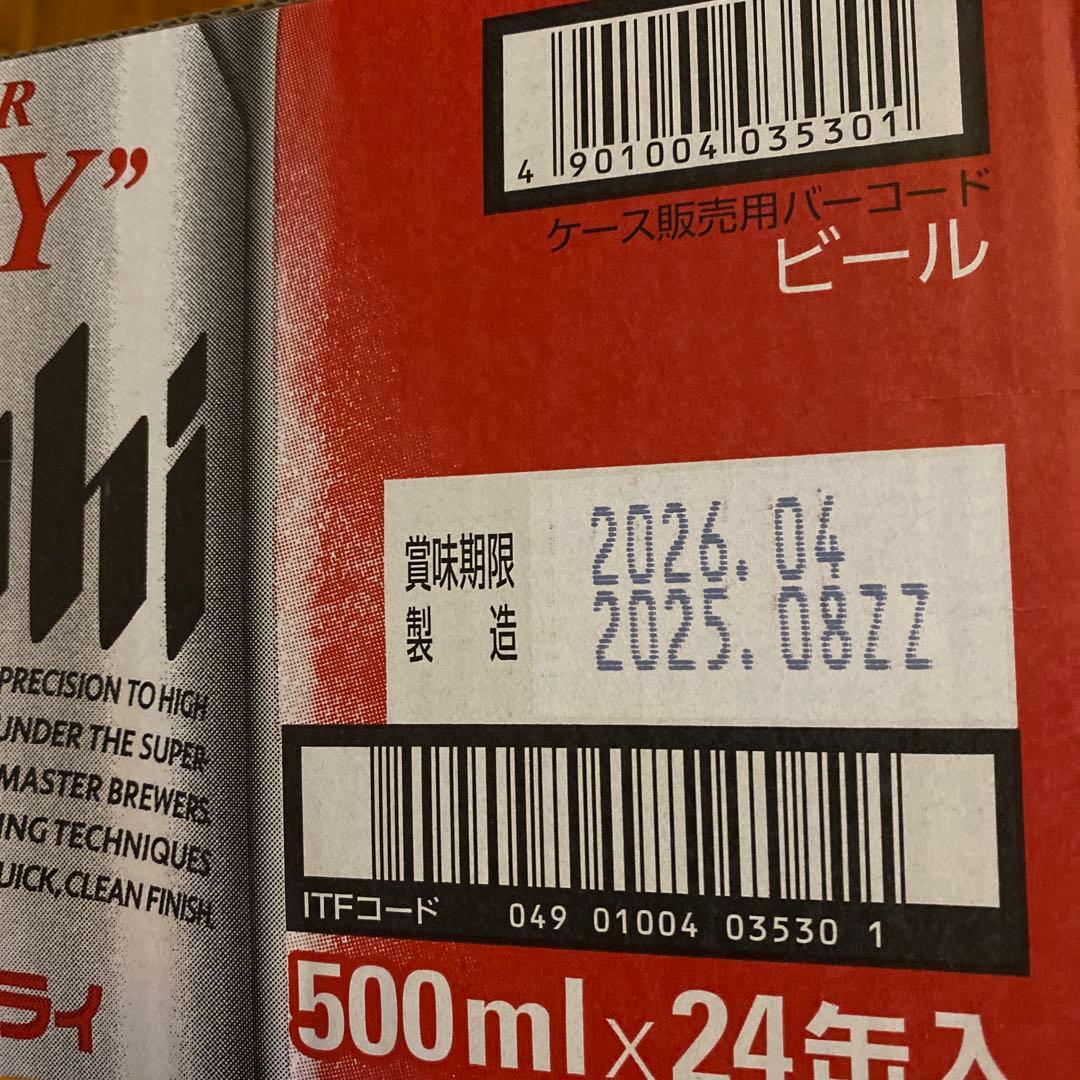 R
Y”
4 901004 035301
ケース販売用バーコード
ビール
hi
賞味期限 2026.04
製造 2025.08ZZ
PRECISION TO HIGH
UNDER THE SUPER-
MASTER BREWERS.
ING TECHNIQUES
UICK, CLEAN FINISH.
ITFコード 049 01004 03530 1
ライ
500ml×24缶入